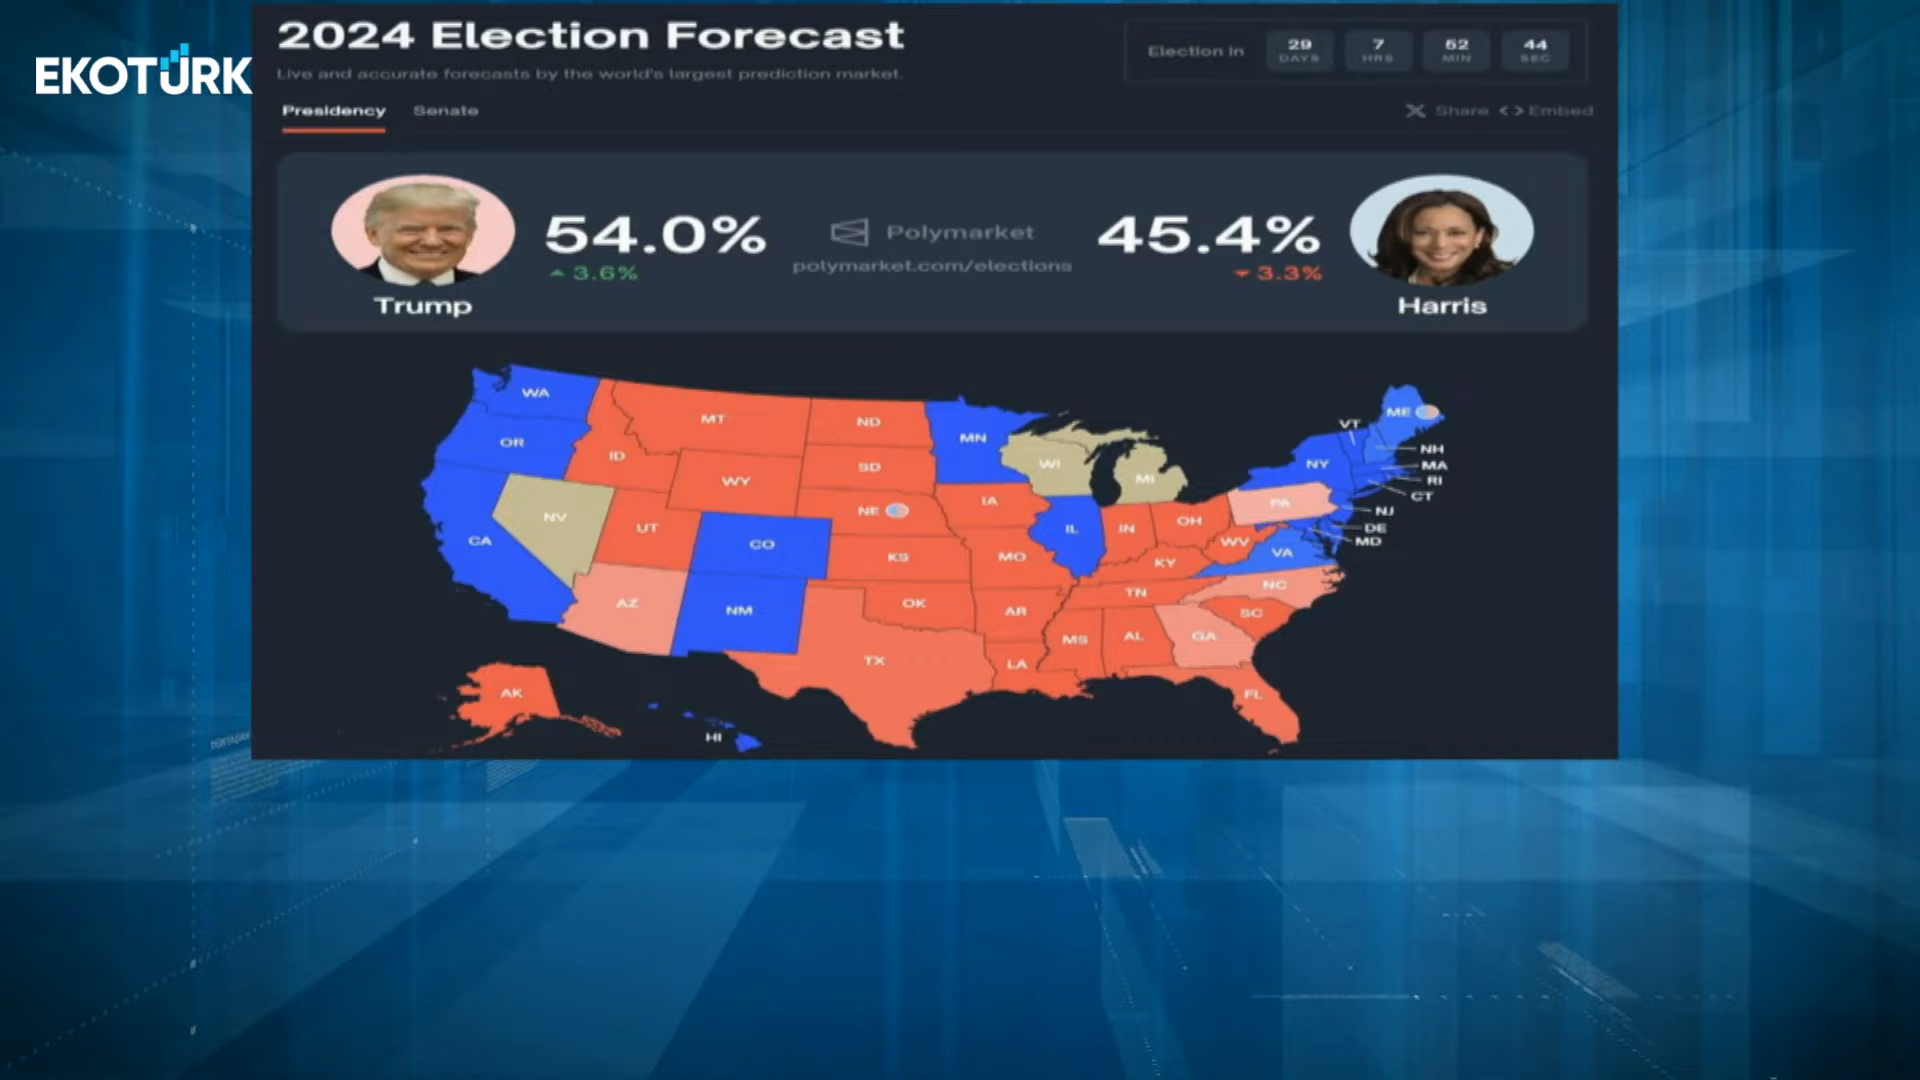 EKOTÜRK
2024 Election Forecast
Live and accurate forecasts by the world's largest prediction market.
Election in 29 DAYS 7 HRS 52 MIN 44 SEC
Presidency Senate
Share <> Embed
54.0%
3.6%
Trump
Polymarket
polymarket.com/elections
45.4%
3.3%
Harris
WA
OR
CA
NV
ID
MT
WY
UT
AZ
CO
NM
ND
SD
NE
KS
OK
TX
MN
IA
MO
AR
LA
WI
IL
MI
IN
OH
KY
TN
MS
AL
GA
FL
SC
NC
VA
WV
PA
NY
VT
ME
NH
MA
RI
CT
NJ
DE
MD
AK
HI